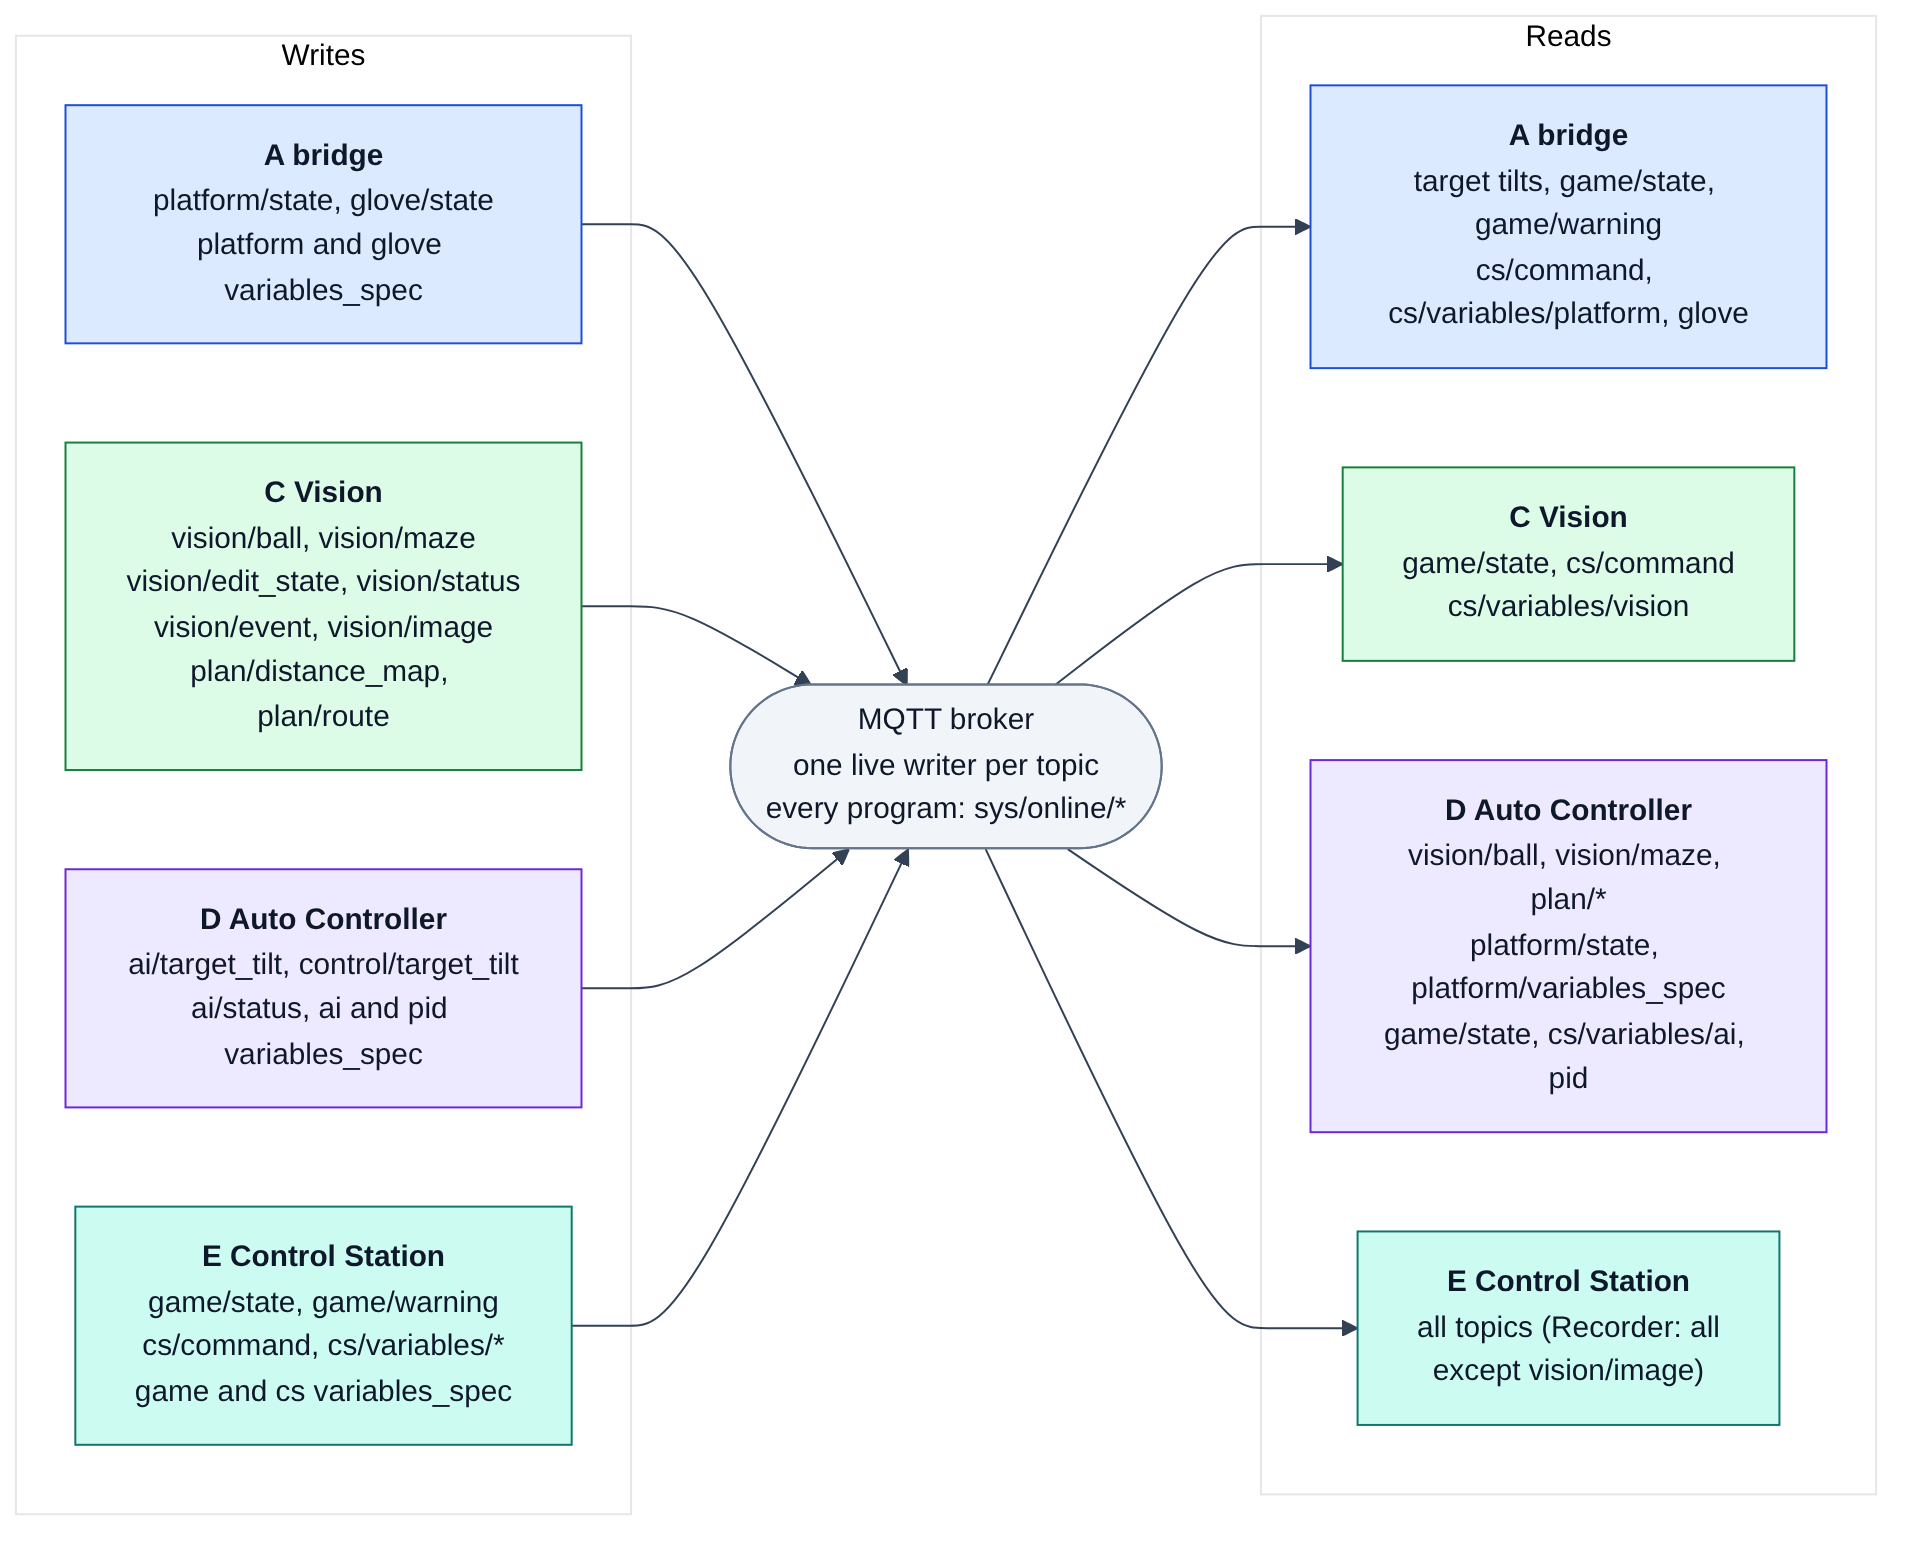 Writes
A bridge
platform/state, glove/state
platform and glove
variables_spec
C Vision
vision/ball, vision/maze
vision/edit_state, vision/status
vision/event, vision/image
plan/distance_map,
plan/route
D Auto Controller
ai/target_tilt, control/target_tilt
ai/status, ai and pid
variables_spec
E Control Station
game/state, game/warning
cs/command, cs/variables/*
game and cs variables_spec
MQTT broker
one live writer per topic
every program: sys/online/*
Reads
A bridge
target tilts, game/state,
game/warning
cs/command,
cs/variables/platform, glove
C Vision
game/state, cs/command
cs/variables/vision
D Auto Controller
vision/ball, vision/maze,
plan/*
platform/state,
platform/variables_spec
game/state, cs/variables/ai,
pid
E Control Station
all topics (Recorder: all
except vision/image)